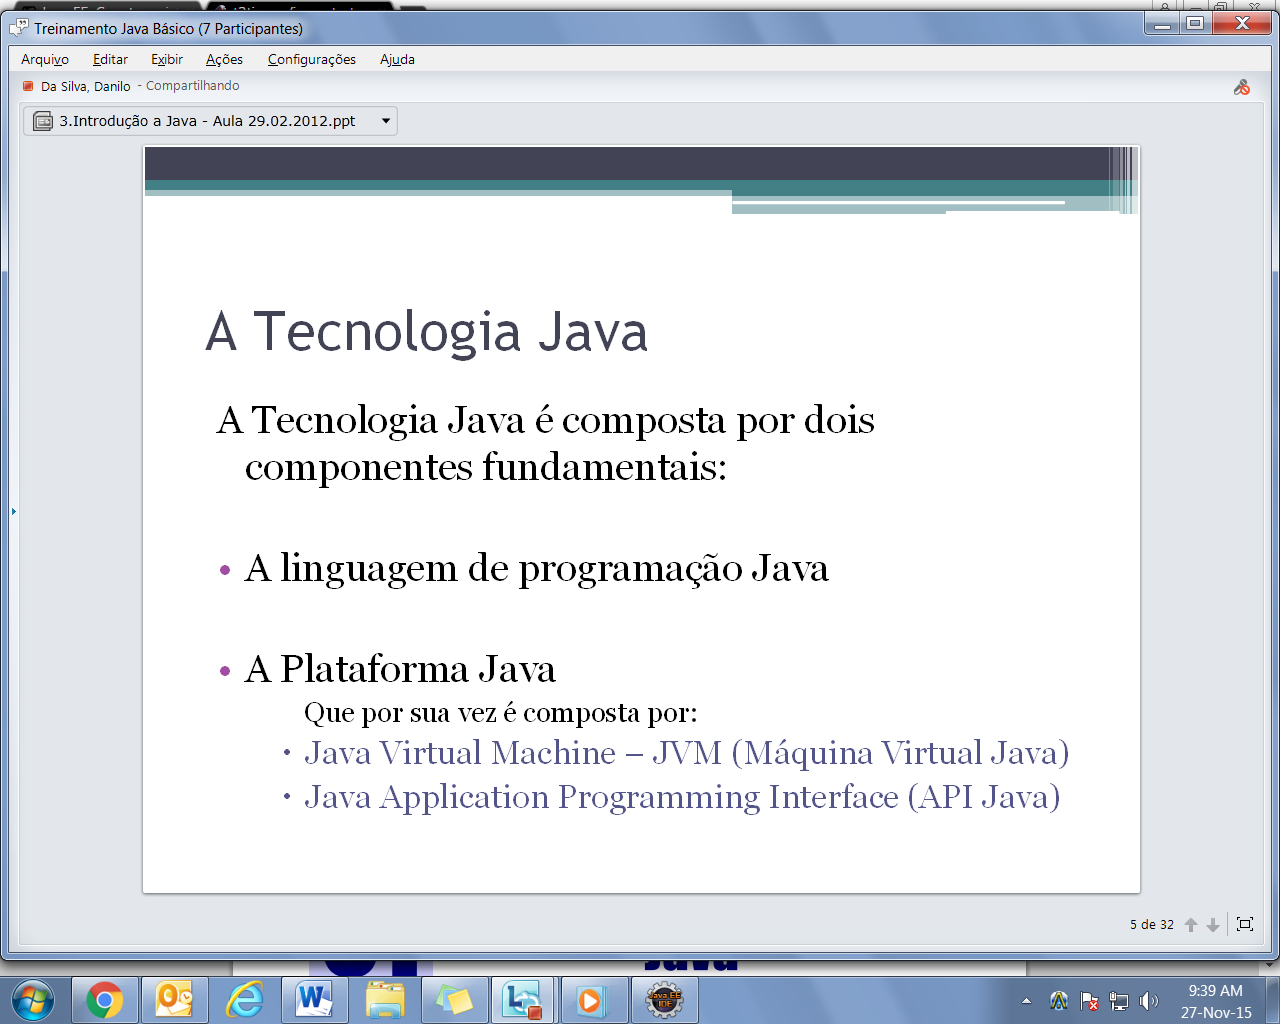 Treinamento Java Básico (7 Participantes)
Arquivo Editar Exibir Ações Configurações Ajuda
Da Silva, Danilo - Compartilhando
3.Introdução a Java - Aula 29.02.2012.ppt
A Tecnologia Java
A Tecnologia Java é composta por dois
componentes fundamentais:
• A linguagem de programação Java
• A Plataforma Java
Que por sua vez é composta por:
• Java Virtual Machine – JVM (Máquina Virtual Java)
• Java Application Programming Interface (API Java)
5 de 32
Java EE
IDE
9:39 AM
27-Nov-15